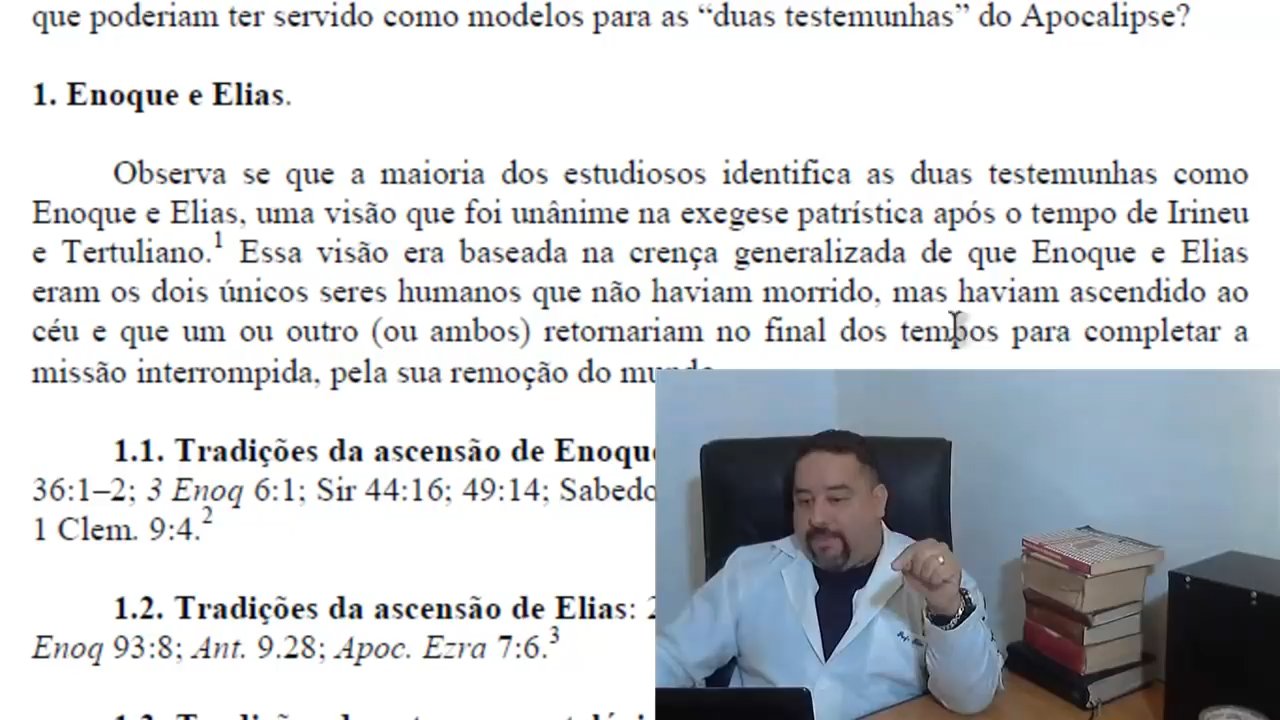 que poderiam ter servido como modelos para as “duas testemunhas” do Apocalipse?
1. Enoque e Elias.
Observa se que a maioria dos estudiosos identifica as duas testemunhas como
Enoque e Elias, uma visão que foi unânime na exegese patrística após o tempo de Irineu
e Tertuliano.1 Essa visão era baseada na crença generalizada de que Enoque e Elias
eram os dois únicos seres humanos que não haviam morrido, mas haviam ascendido ao
céu e que um ou outro (ou ambos) retornariam no final dos tempos para completar a
missão interrompida, pela sua remoção do
1.1. Tradições da ascensão de
36:1–2; 3 Enoq 6:1; Sir 44:16; 49:14;
1 Clem. 9:4.2
1.2. Tradições da ascensão de Elias:
Enoq 93:8; Ant. 9.28; Apoc. Ezra 7:6.3